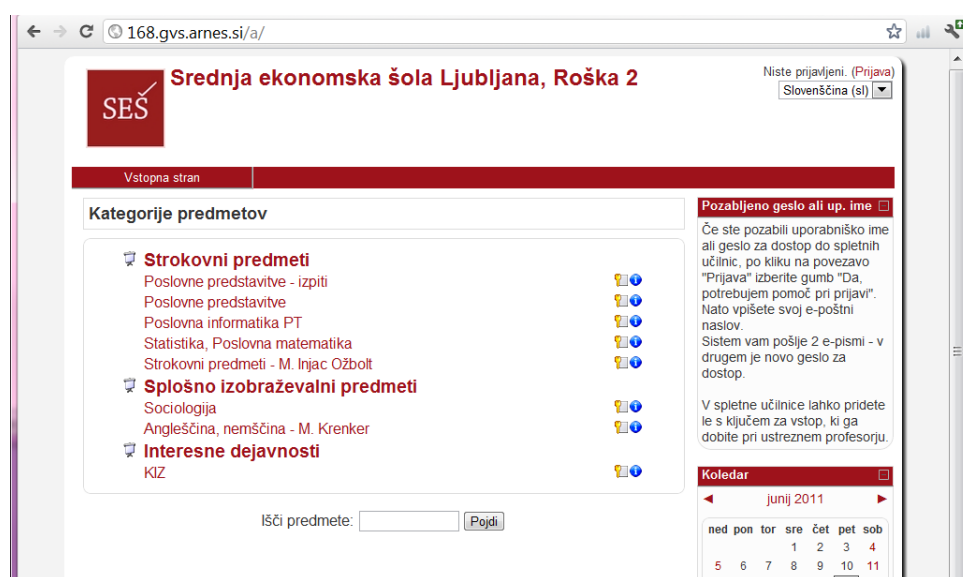 168.gvs.arnes.si/a/
SEŠ
Srednja ekonomska šola Ljubljana, Roška 2
Niste prijavljeni. (Prijava)
Slovenščina (sl)
Vstopna stran
Kategorije predmetov
Strokovni predmeti
Poslovne predstavitve - izpiti
Poslovne predstavitve
Poslovna informatika PT
Statistika, Poslovna matematika
Strokovni predmeti - M. Injac Ožbolt
Splošno izobraževalni predmeti
Sociologija
Angleščina, nemščina - M. Krenker
Interesne dejavnosti
KIZ
Išči predmete:
Pojdi
Pozabljeno geslo ali up. ime
Če ste pozabili uporabniško ime
ali geslo za dostop do spletnih
učilnic, po kliku na povezavo
"Prijava" izberite gumb "Da,
potrebujem pomoč pri prijavi".
Nato vpišete svoj e-poštni
naslov.
Sistem vam pošlje 2 e-pismi - v
drugem je novo geslo za
dostop.
V spletne učilnice lahko pridete
le s ključem za vstop, ki ga
dobite pri ustreznem profesorju.
Koledar
junij 2011
ned pon tor sre čet pet sob
1 2 3 4
5 6 7 8 9 10 11